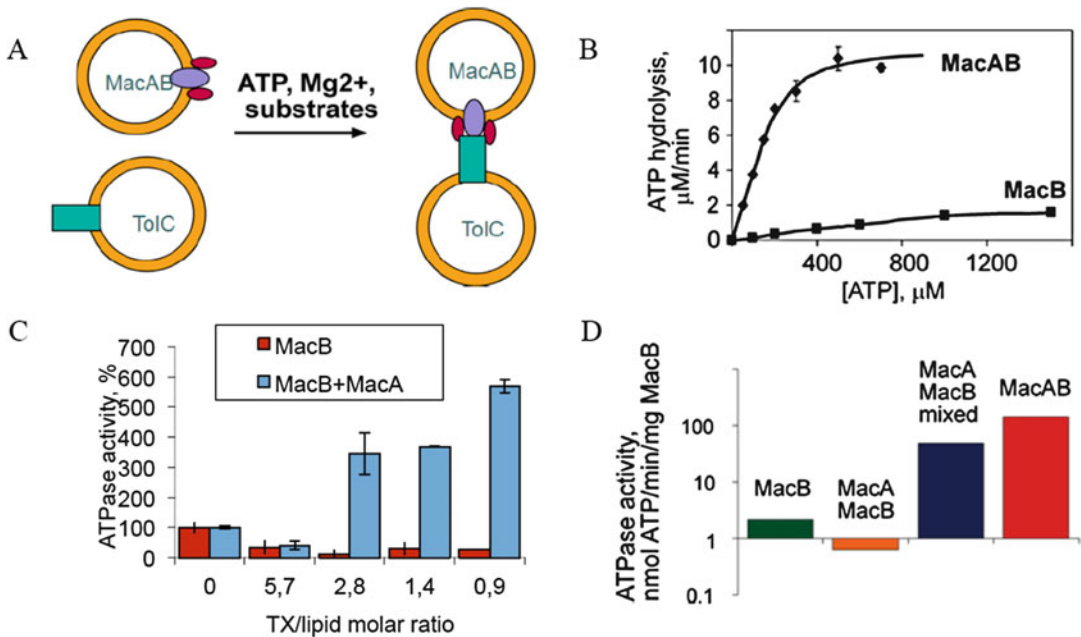 A
MacAB
TolC
ATP, Mg2+,
substrates
MacAB
TolC
B
ATP hydrolysis,
µM/min
10
8
6
4
2
0
MacAB
MacB
400 800 1200
[ATP], µM
C
MacB
MacB+MacA
ATPase activity, %
700
600
500
400
300
200
100
0
0 5,7 2,8 1,4 0,9
TX/lipid molar ratio
D
ATPase activity,
nmol ATP/min/mg MacB
100
10
1
0.1
MacB
MacA
MacB
MacA
MacB
mixed
MacAB